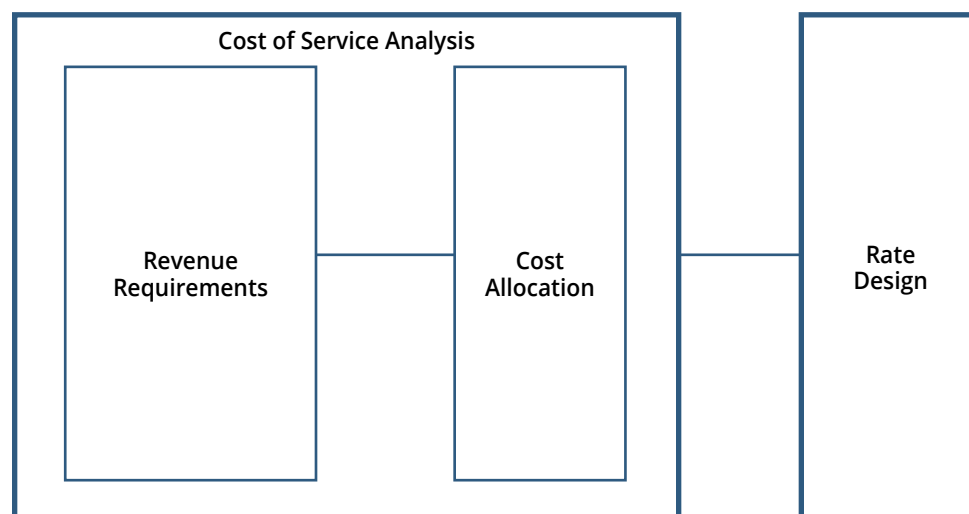 Cost of Service Analysis
Revenue
Requirements
Cost
Allocation
Rate
Design